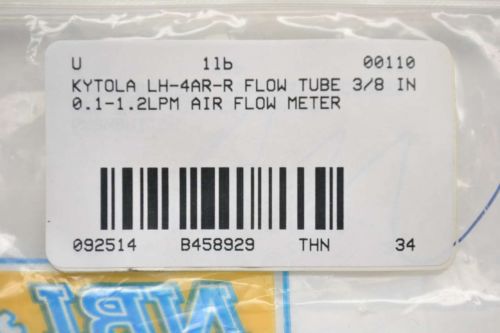 U 1lb 00110
KYTOLA LH-4AR-R FLOW TUBE 3/8 IN
0.1-1.2LPM AIR FLOW METER
092514 B458929 THN 34
NBI